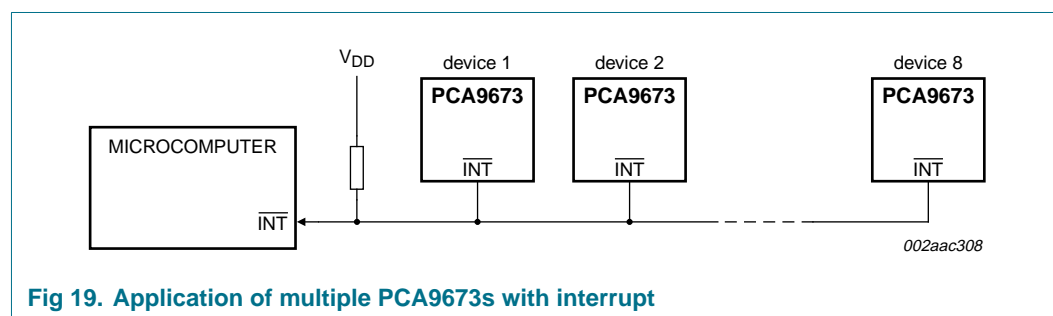 V_DD
device 1
device 2
device 8
PCA9673
PCA9673
PCA9673
MICROCOMPUTER
INT
INT
INT
INT
002aac308
Fig 19. Application of multiple PCA9673s with interrupt